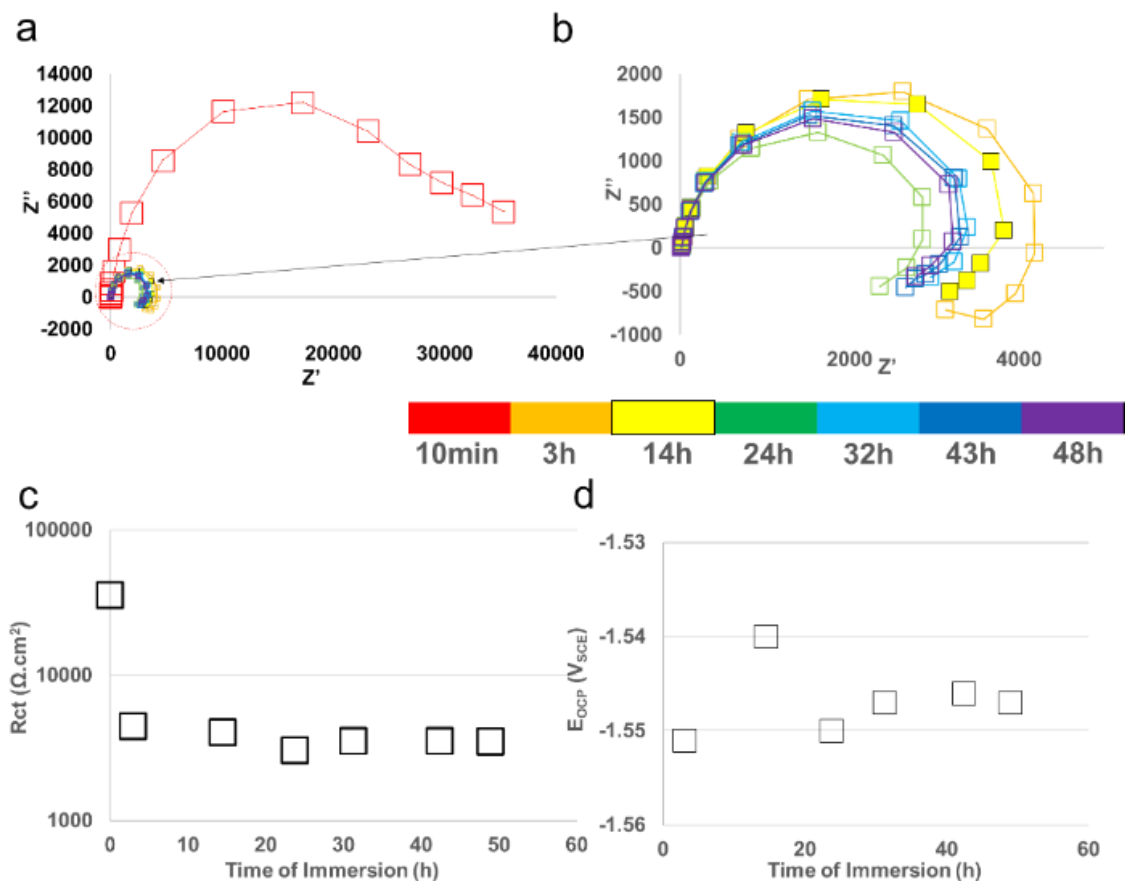 a
14000
12000
10000
8000
6000
4000
2000
0
-2000
Z''
0 10000 20000 30000 40000
Z'
b
2000
1500
1000
500
0
-500
-1000
Z''
0 2000 4000
Z'
10min 3h 14h 24h 32h 43h 48h
c
100000
10000
1000
Rct (Ω.cm²)
0 10 20 30 40 50 60
Time of Immersion (h)
d
-1.53
-1.54
-1.55
-1.56
E_OCP (V_SCE)
0 20 40 60
Time of Immersion (h)